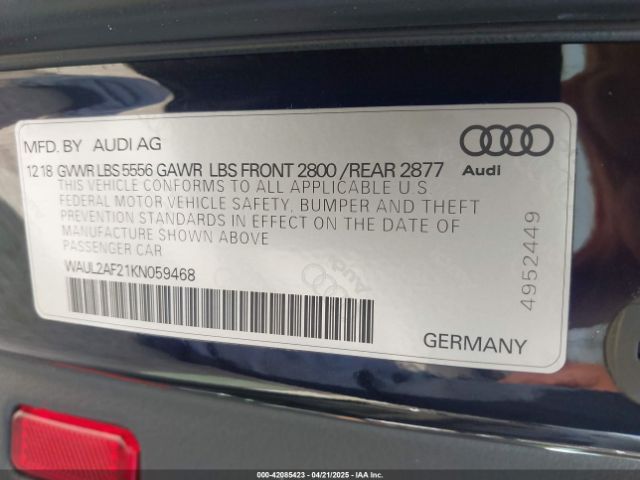 MFD. BY AUDI AG
12 18 GVWR LBS 5556 GAWR LBS FRONT 2800 /REAR 2877
THIS VEHICLE CONFORMS TO ALL APPLICABLE U S
FEDERAL MOTOR VEHICLE SAFETY, BUMPER AND THEFT
PREVENTION STANDARDS IN EFFECT ON THE DATE OF
MANUFACTURE SHOWN ABOVE
PASSENGER CAR
WAUL2AF21KN059468
Audi
4952449
Audi
GERMANY
000-42085423 - 04/21/2025 - COPART